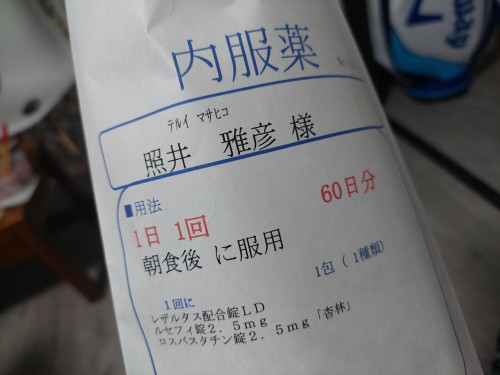 内服薬
ﾃﾙｲ ﾏｻﾋｺ
照井 雅彦 様
■用法
60日分
1日 1回
朝食後 に服用
1包 ( 1種類)
1回に
レザルタス配合錠LD
ルセフィ錠2.5mg
ロスバスタチン錠2.5mg「杏林」